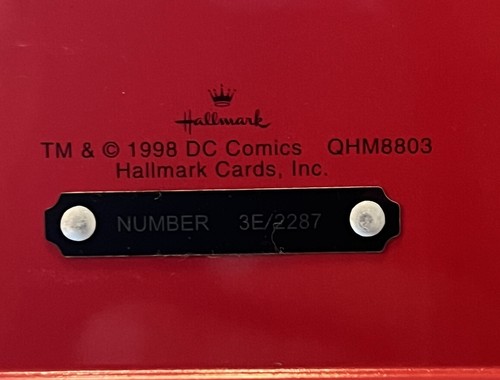 Hallmark
TM & © 1998 DC Comics QHM8803
Hallmark Cards, Inc.
NUMBER 3E/2287